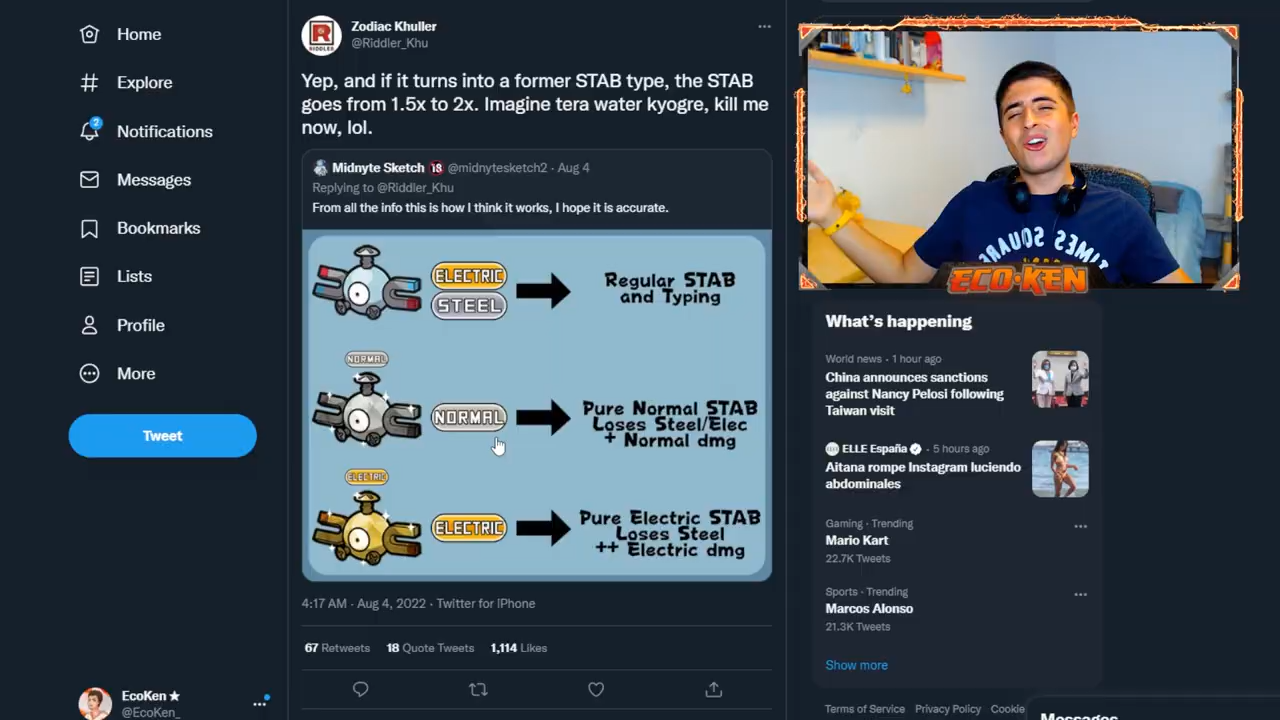 Home
Explore
2
Notifications
Messages
Bookmarks
Lists
Profile
More
Tweet
EcoKen ★
@EcoKen_
R
RIDDLES
Zodiac Khuller
@Riddler_Khu
Yep, and if it turns into a former STAB type, the STAB
goes from 1.5x to 2x. Imagine tera water kyogre, kill me
now, lol.
Midnyte Sketch 🔞 @midnytesketch2 · Aug 4
Replying to @Riddler_Khu
From all the info this is how I think it works, I hope it is accurate.
ELECTRIC
STEEL
Regular STAB
and Typing
NORMAL
NORMAL
Pure Normal STAB
Loses Steel/Elec
+ Normal dmg
ELECTRIC
ELECTRIC
Pure Electric STAB
Loses Steel
++ Electric dmg
4:17 AM · Aug 4, 2022 · Twitter for iPhone
67 Retweets 18 Quote Tweets 1,114 Likes
TIMES SQUARE
ECO-KEN
What's happening
World news · 1 hour ago
China announces sanctions
against Nancy Pelosi following
Taiwan visit
ELLE España · 5 hours ago
Aitana rompe Instagram luciendo
abdominales
Gaming · Trending
Mario Kart
22.7K Tweets
Sports · Trending
Marcos Alonso
21.3K Tweets
Show more
Terms of Service Privacy Policy Cookie
Messages